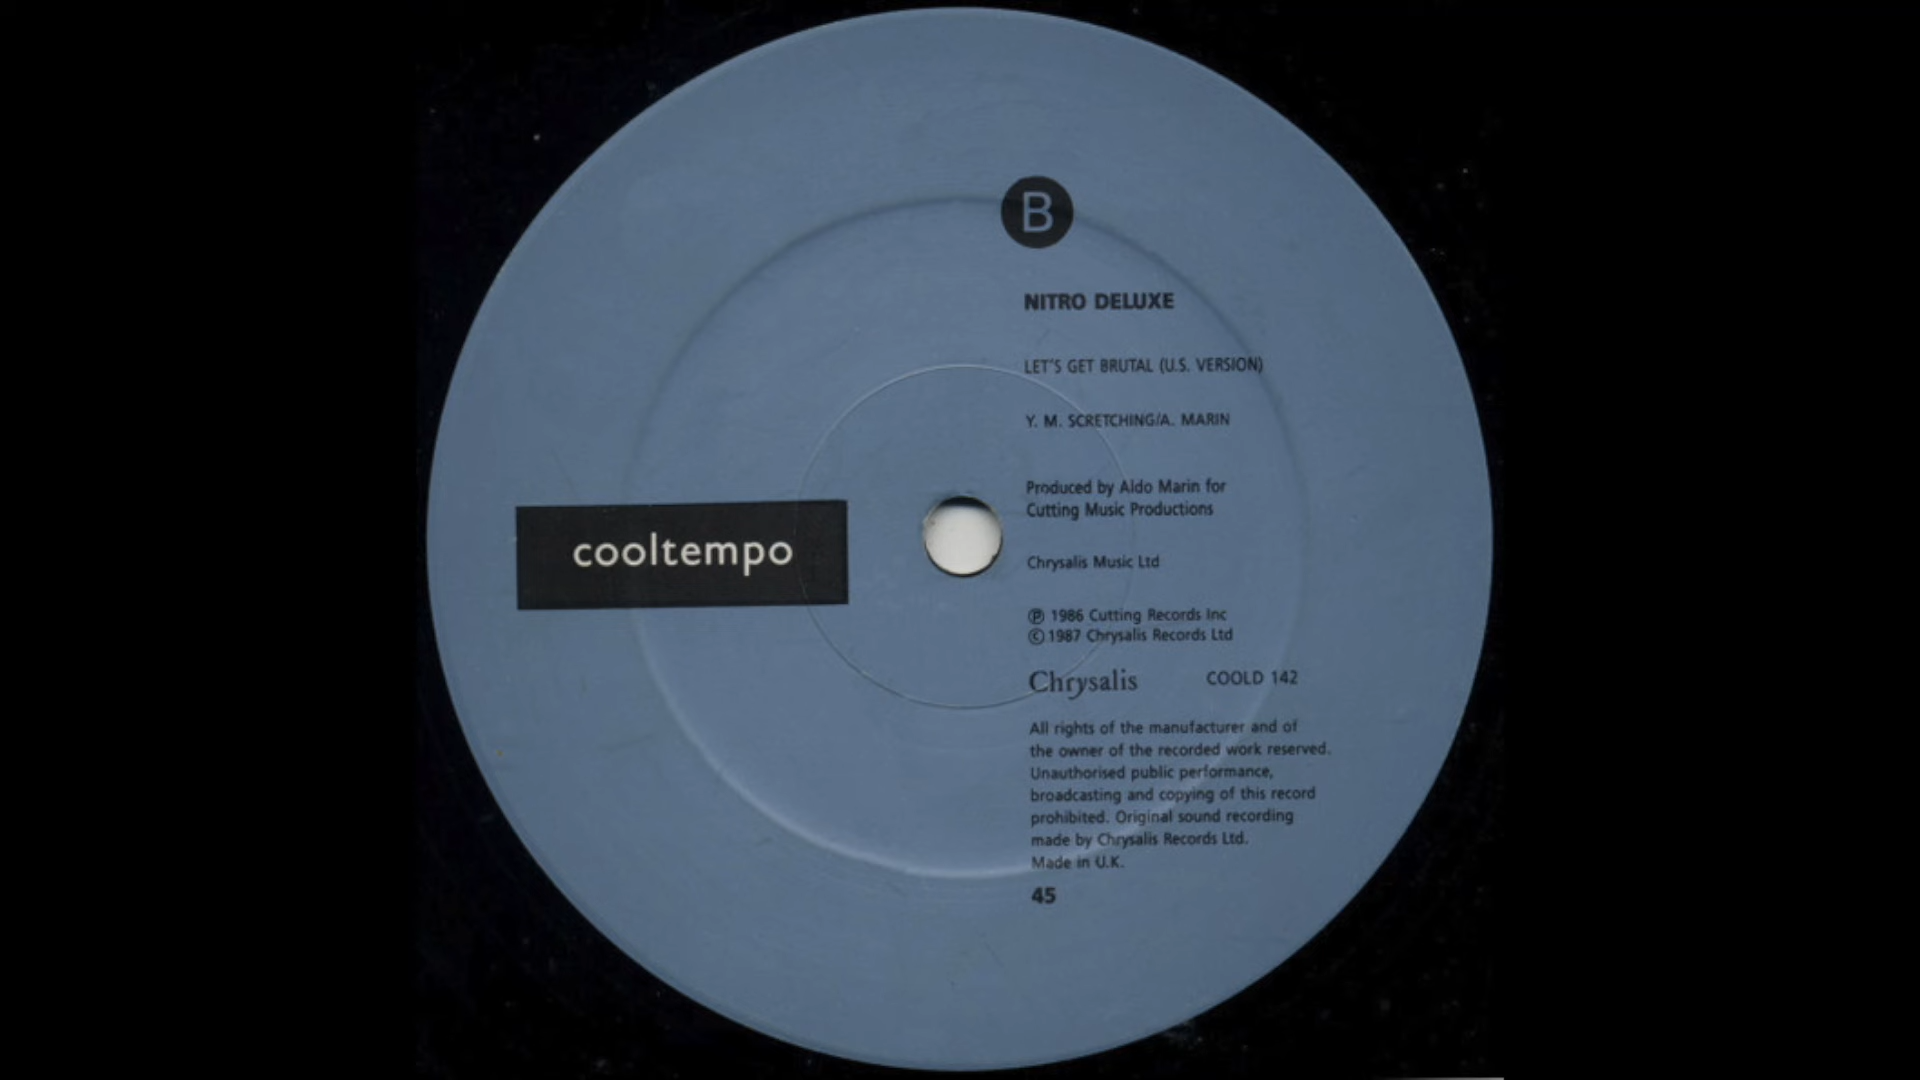 B
NITRO DELUXE
LET'S GET BRUTAL (U.S. VERSION)
Y. M. SCRETCHING/A. MARIN
Produced by Aldo Marin for
Cutting Music Productions
cooltempo
Chrysalis Music Ltd
℗ 1986 Cutting Records Inc
© 1987 Chrysalis Records Ltd
Chrysalis COOLD 142
All rights of the manufacturer and of
the owner of the recorded work reserved.
Unauthorised public performance,
broadcasting and copying of this record
prohibited. Original sound recording
made by Chrysalis Records Ltd.
Made in U.K.
45